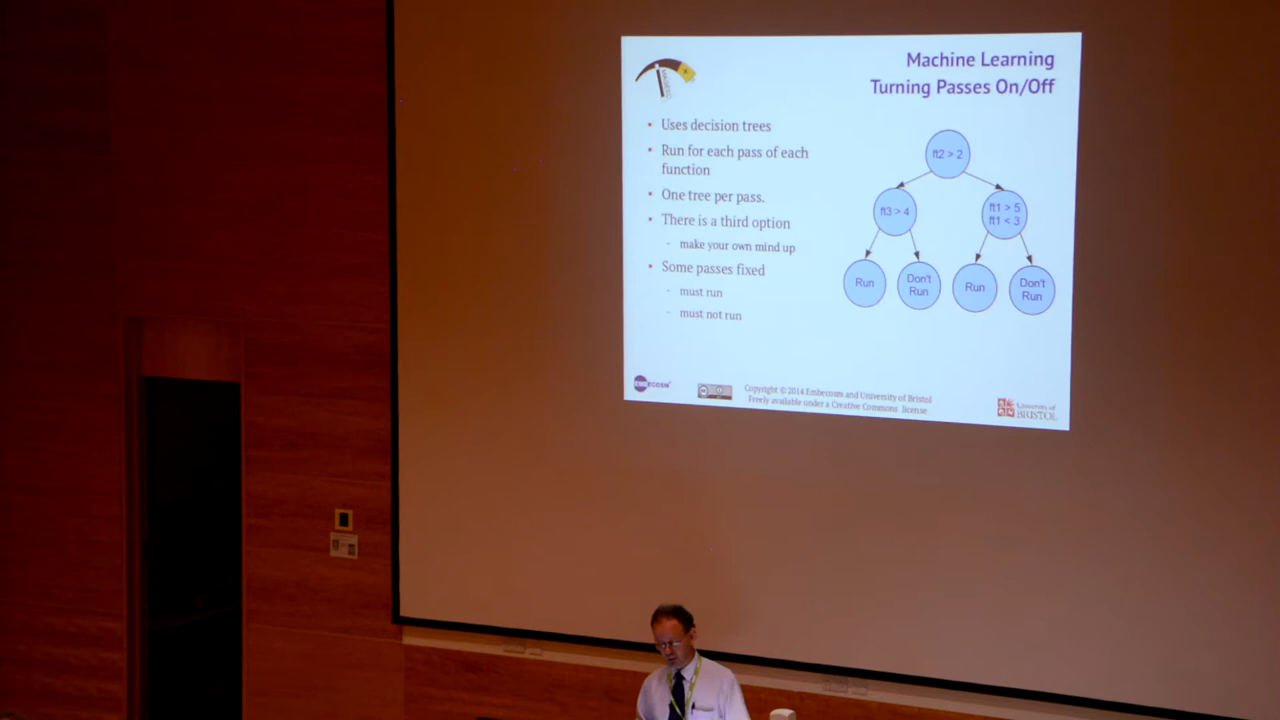 Machine Learning
Turning Passes On/Off
• Uses decision trees
• Run for each pass of each
function
• One tree per pass.
• There is a third option
- make your own mind up
• Some passes fixed
- must run
- must not run
ft2 > 2
ft3 > 4
ft1 > 5
ft1 < 3
Run
Don't
Run
Run
Don't
Run
EMBECOSM
Copyright © 2014 Embecosm and University of Bristol
Freely available under a Creative Commons license
University of
BRISTOL